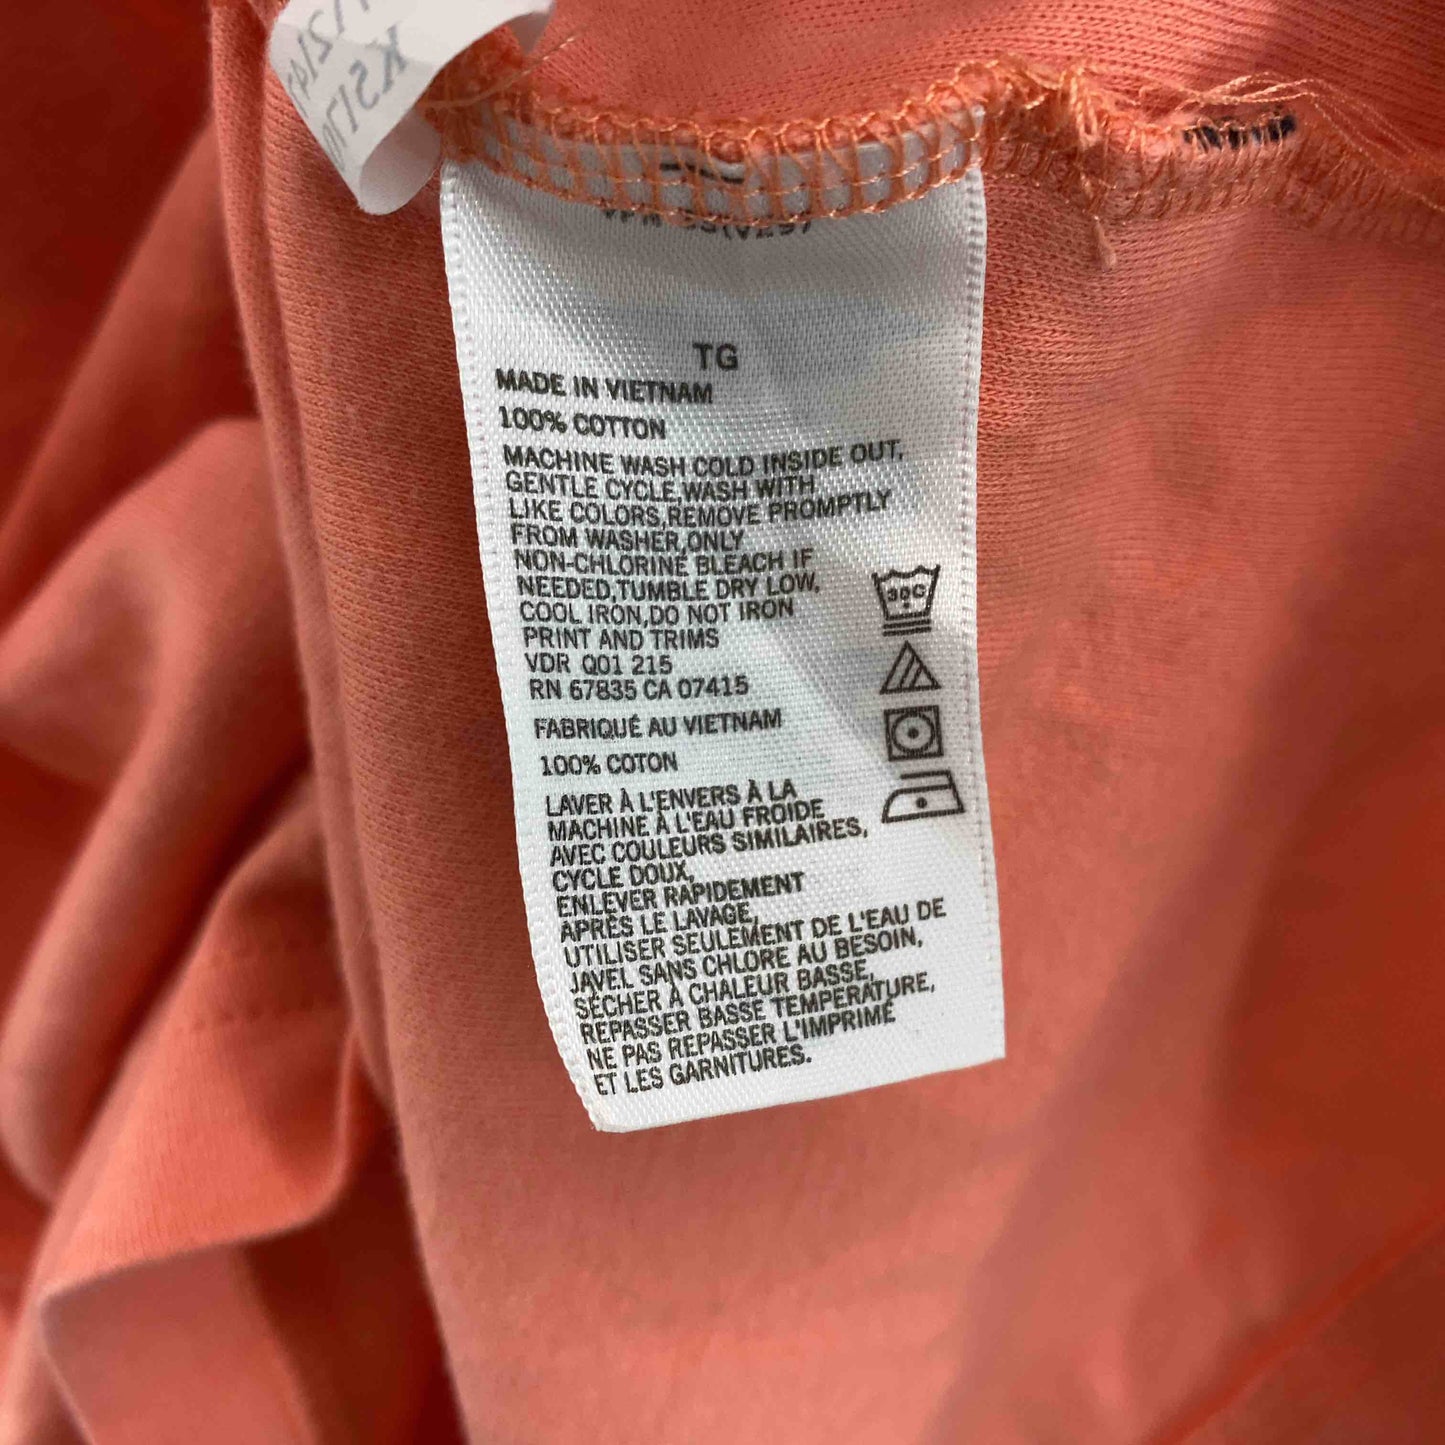 TG
MADE IN VIETNAM
100% COTTON
MACHINE WASH COLD INSIDE OUT,
GENTLE CYCLE,WASH WITH
LIKE COLORS,REMOVE PROMPTLY
FROM WASHER,ONLY
NON-CHLORINE BLEACH IF
NEEDED,TUMBLE DRY LOW,
COOL IRON,DO NOT IRON
PRINT AND TRIMS
VDR Q01 215
RN 67835 CA 07415
30C
FABRIQUÉ AU VIETNAM
100% COTON
LAVER À L'ENVERS À LA
MACHINE À L'EAU FROIDE
AVEC COULEURS SIMILAIRES,
CYCLE DOUX,
ENLEVER RAPIDEMENT
APRÈS LE LAVAGE,
UTILISER SEULEMENT DE L'EAU DE
JAVEL SANS CHLORE AU BESOIN,
SÉCHER À CHALEUR BASSE,
REPASSER BASSE TEMPÉRATURE,
NE PAS REPASSER L'IMPRIMÉ
ET LES GARNITURES.